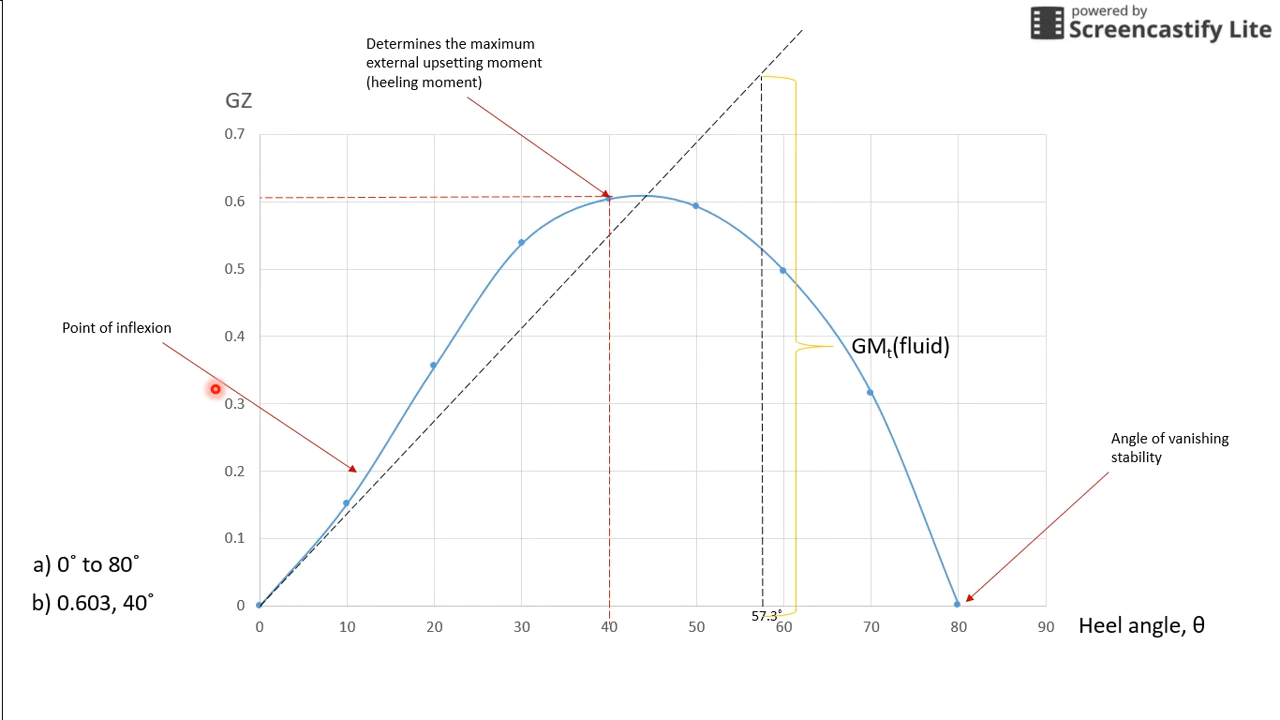 powered by
Screencastify Lite
Determines the maximum
external upsetting moment
(heeling moment)
GZ
0.7
0.6
0.5
0.4
0.3
0.2
0.1
0
Point of inflexion
GMt(fluid)
Angle of vanishing
stability
a) 0˚ to 80˚
b) 0.603, 40˚
57.3˚
0 10 20 30 40 50 60 70 80 90
Heel angle, θ